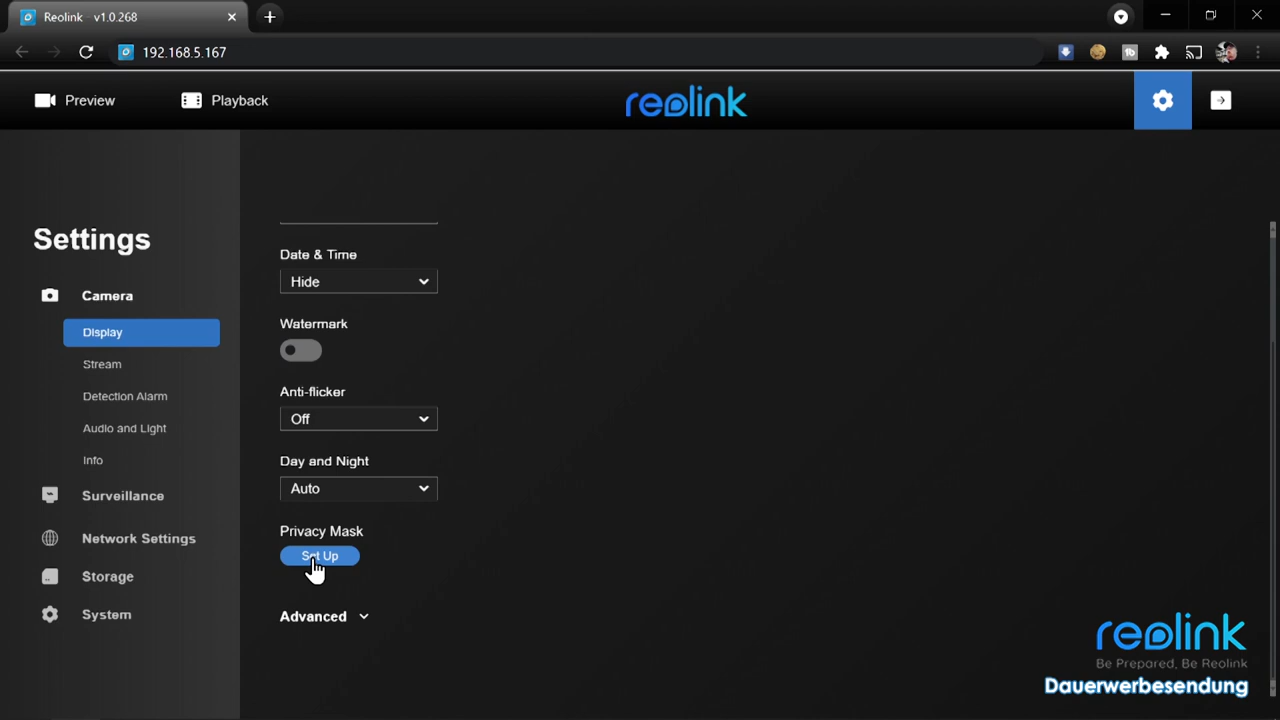 Reolink v1.0.268
192.168.5.167
Preview
Playback
reolink
Settings
Camera
Display
Stream
Detection Alarm
Audio and Light
Info
Surveillance
Network Settings
Storage
System
Date & Time
Hide
Watermark
Anti-flicker
Off
Day and Night
Auto
Privacy Mask
Set Up
Advanced
reolink
Be Prepared, Be Reolink
Dauerwerbesendung